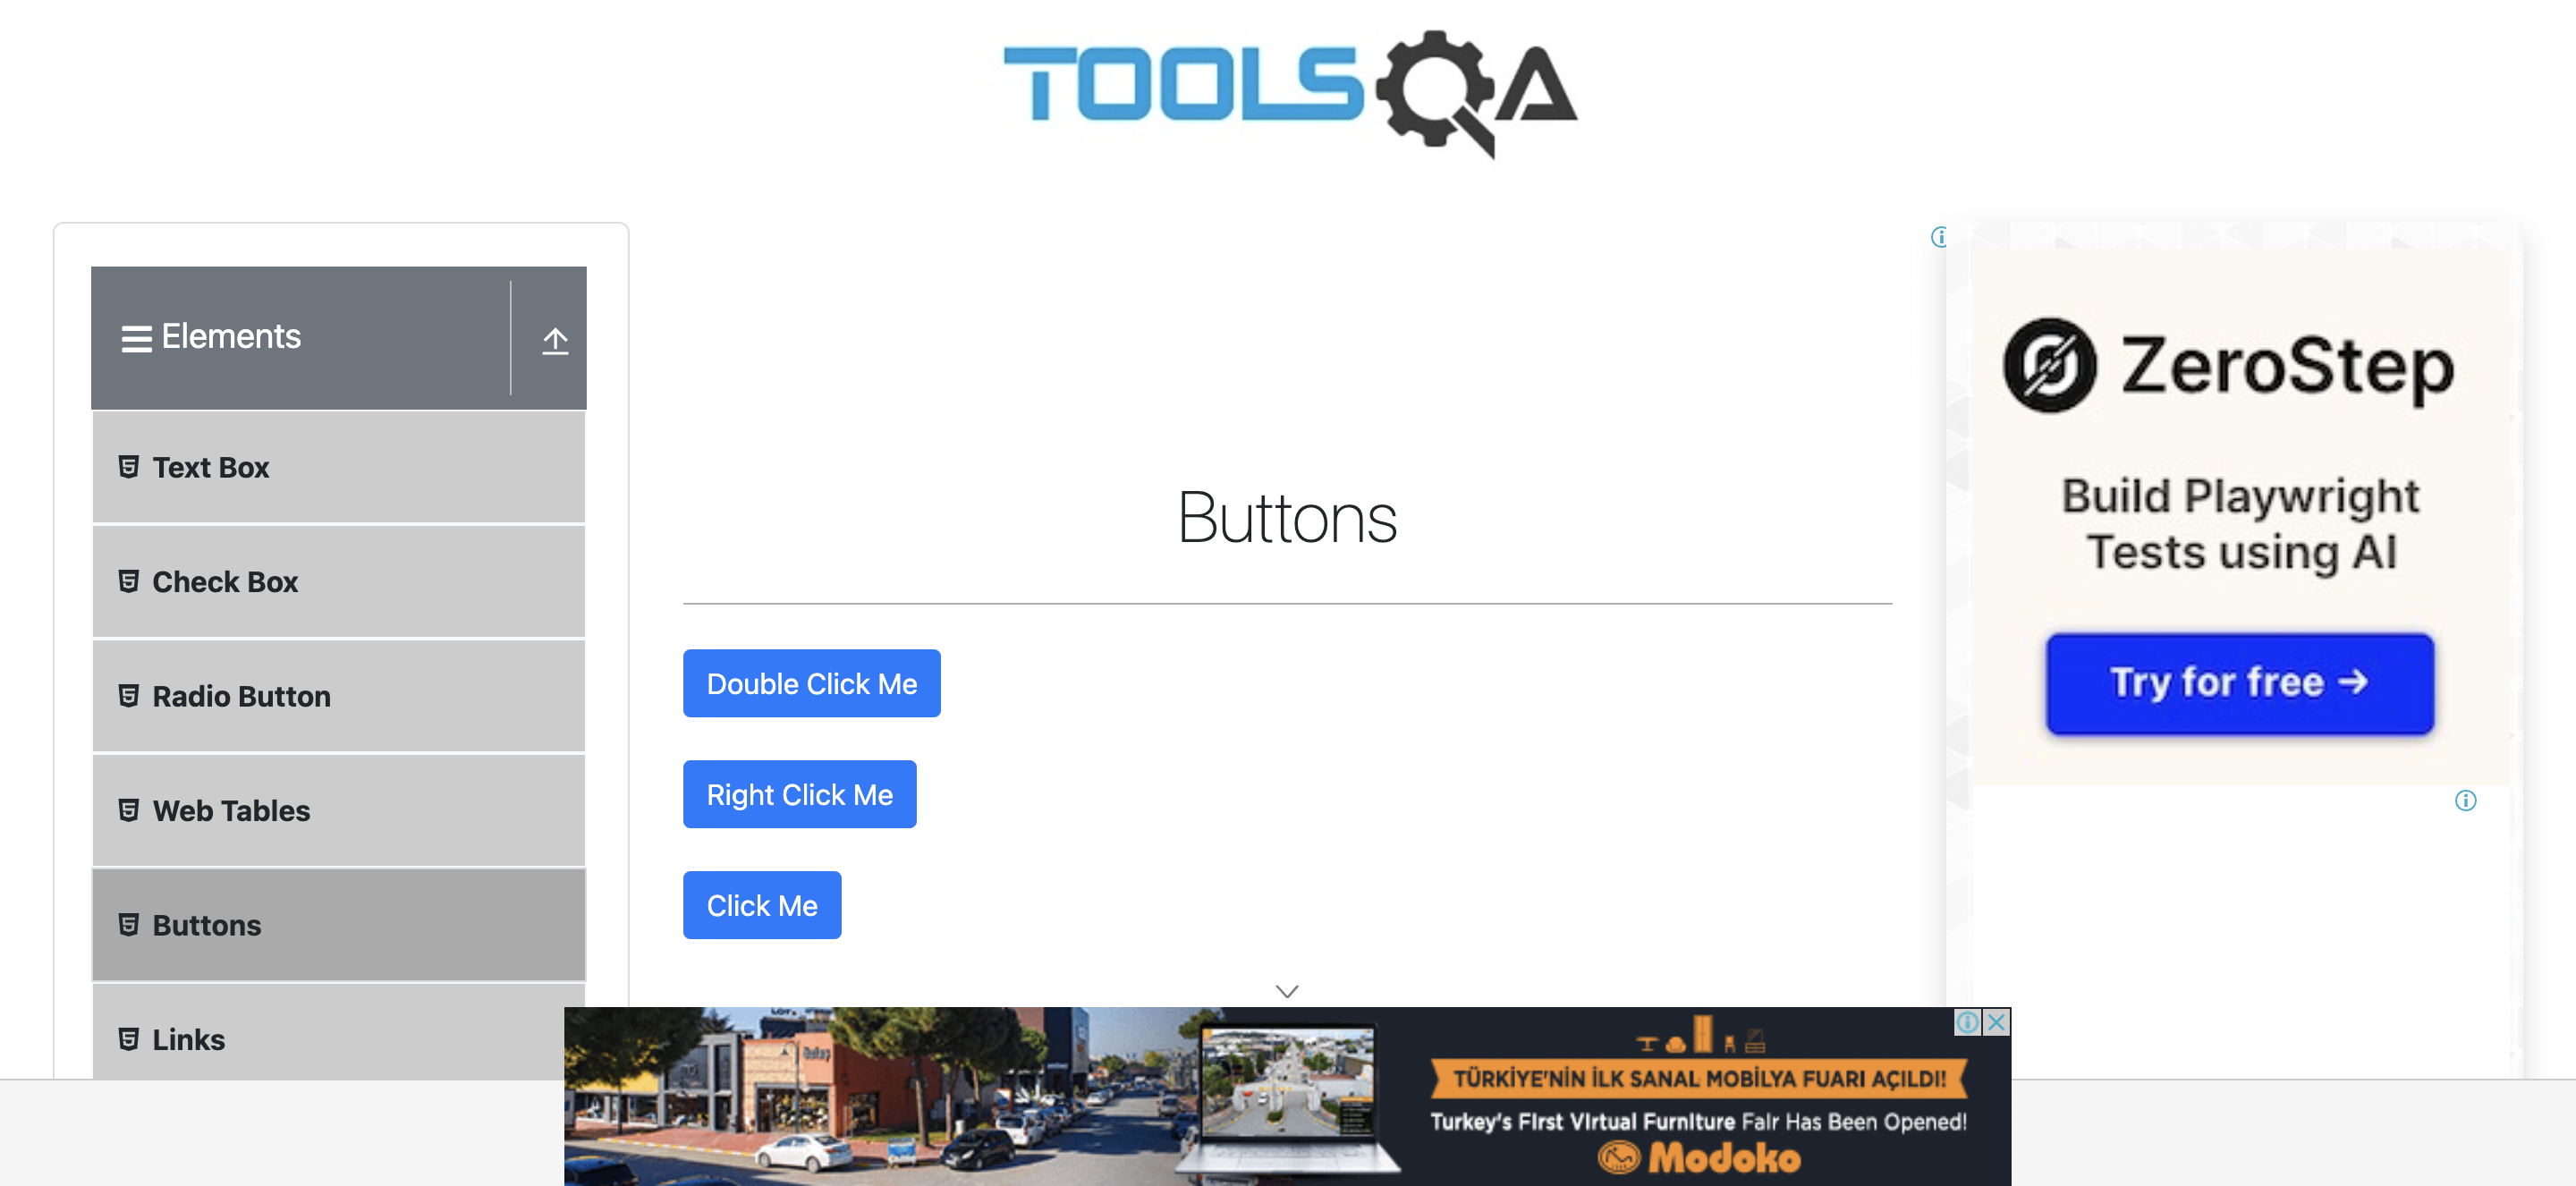 TOOLSQA
Elements
Text Box
Check Box
Radio Button
Web Tables
Buttons
Links
Buttons
Double Click Me
Right Click Me
Click Me
ZeroStep
Build Playwright
Tests using AI
Try for free →
TÜRKİYE'NİN İLK SANAL MOBİLYA FUARI AÇILDI!
Turkey's First Virtual Furniture Fair Has Been Opened!
Modoko